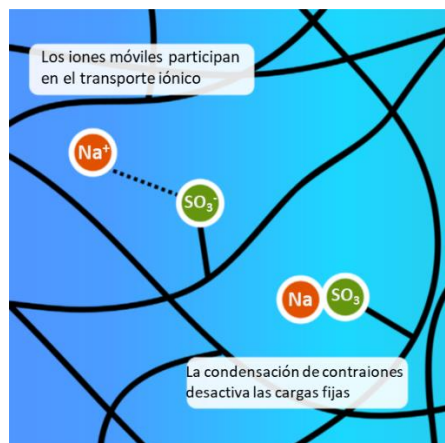 Los iones móviles participan
en el transporte iónico
Na⁺
SO₃⁻
Na
SO₃
La condensación de contraiones
desactiva las cargas fijas